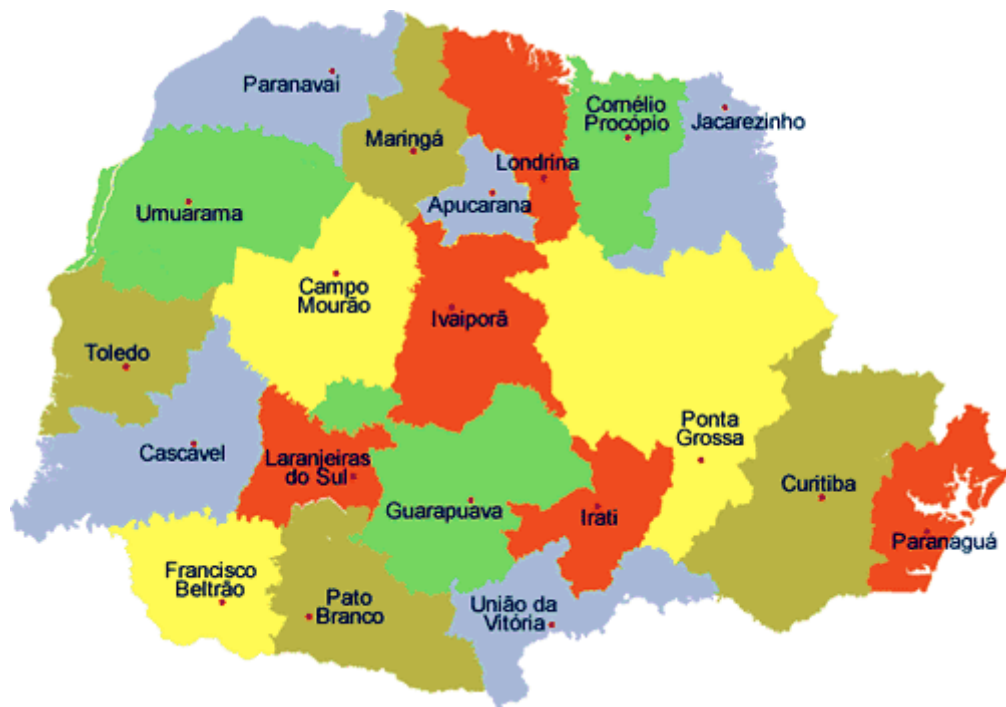 Paranavaí
Cornélio
Procópio
Jacarezinho
Maringá
Londrina
Apucarana
Umuarama
Campo
Mourão
Ivaiporã
Toledo
Ponta
Grossa
Cascável
Laranjeiras
do Sul
Guarapuava
Irati
Curitiba
Paranaguá
Francisco
Beltrão
Pato
Branco
União da
Vitória